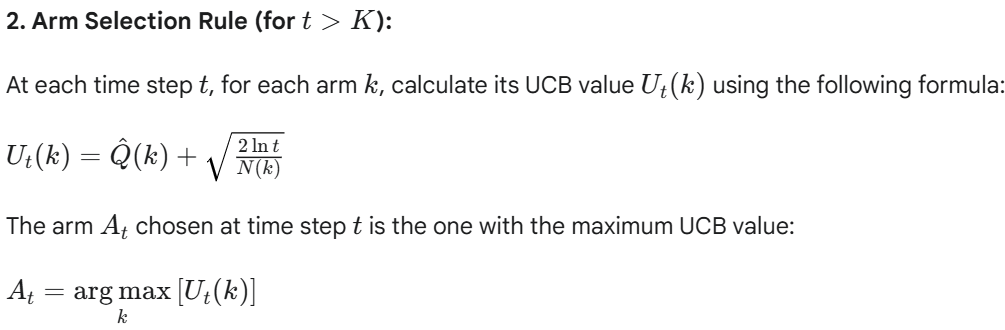 2. Arm Selection Rule (for t > K):
At each time step t, for each arm k, calculate its UCB value U_t(k) using the following formula:
U_t(k) = Q̂(k) + √(2 ln t / N(k))
The arm A_t chosen at time step t is the one with the maximum UCB value:
A_t = arg max_k [U_t(k)]